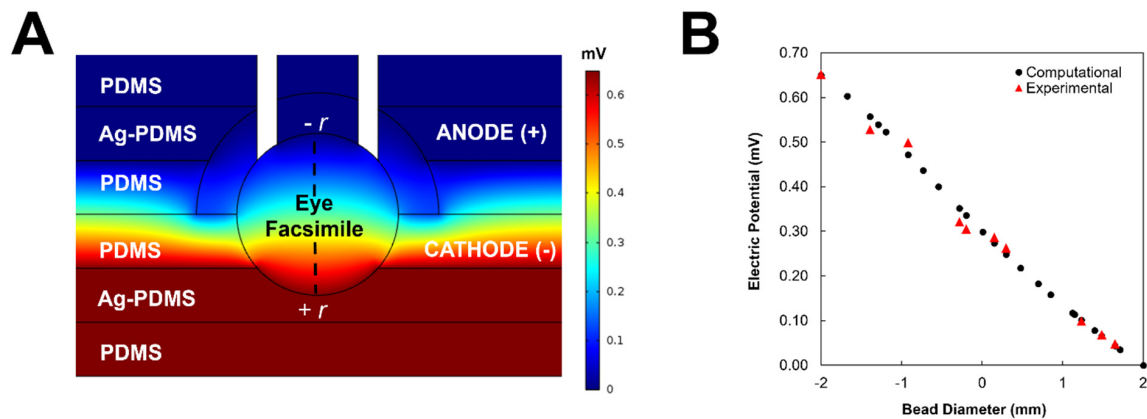 A
PDMS
Ag-PDMS
PDMS
PDMS
Ag-PDMS
PDMS
- r
ANODE (+)
Eye
Facsimile
CATHODE (-)
+ r
mV
0.6
0.5
0.4
0.3
0.2
0.1
0
B
Electric Potential (mV)
0.70
0.60
0.50
0.40
0.30
0.20
0.10
0.00
Computational
Experimental
-2 -1 0 1 2
Bead Diameter (mm)